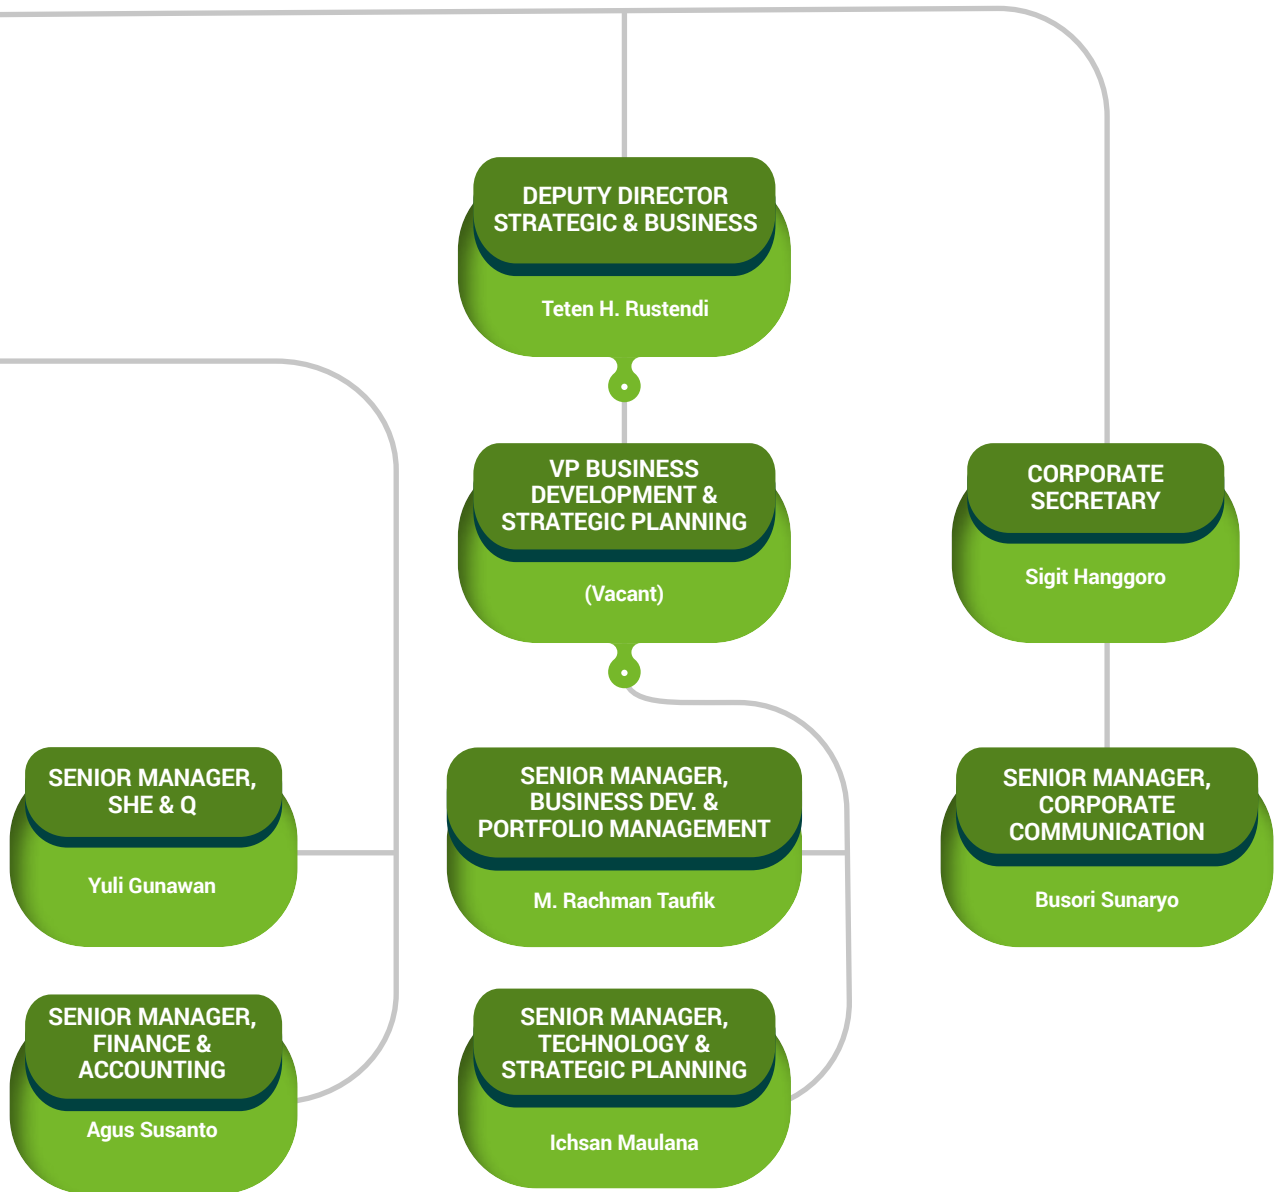 DEPUTY DIRECTOR
STRATEGIC & BUSINESS
Teten H. Rustendi
VP BUSINESS
DEVELOPMENT &
STRATEGIC PLANNING
(Vacant)
CORPORATE
SECRETARY
Sigit Hanggoro
SENIOR MANAGER,
SHE & Q
Yuli Gunawan
SENIOR MANAGER,
BUSINESS DEV. &
PORTFOLIO MANAGEMENT
M. Rachman Taufik
SENIOR MANAGER,
CORPORATE
COMMUNICATION
Busori Sunaryo
SENIOR MANAGER,
FINANCE &
ACCOUNTING
Agus Susanto
SENIOR MANAGER,
TECHNOLOGY &
STRATEGIC PLANNING
Ichsan Maulana